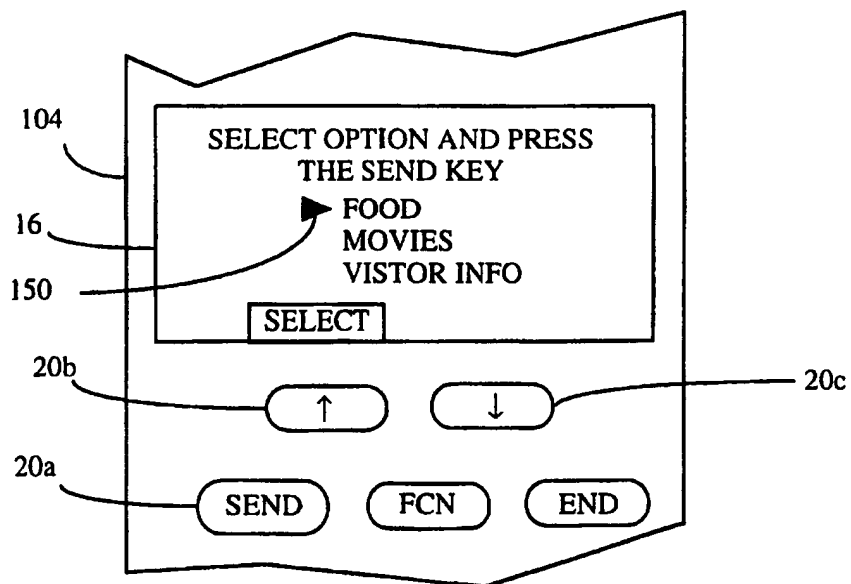 104
SELECT OPTION AND PRESS
THE SEND KEY
FOOD
16
MOVIES
150
VISTOR INFO
SELECT
20b
↑
↓
20c
20a
SEND
FCN
END